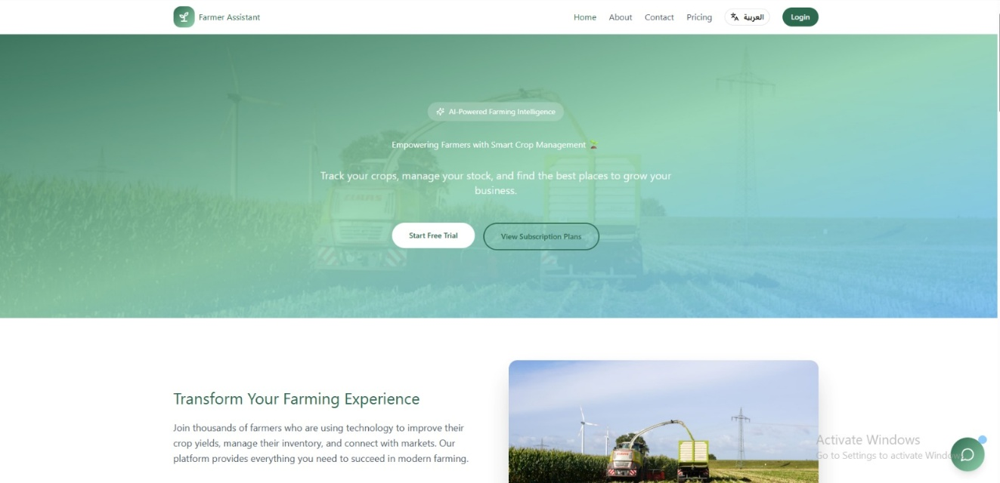 Farmer Assistant
Home
About
Contact
Pricing
العربية
Login
AI-Powered Farming Intelligence
Empowering Farmers with Smart Crop Management
Track your crops, manage your stock, and find the best places to grow your
business.
Start Free Trial
View Subscription Plans
Transform Your Farming Experience
Join thousands of farmers who are using technology to improve their
crop yields, manage their inventory, and connect with markets. Our
platform provides everything you need to succeed in modern farming.
CLAAS
Activate Windows
Go to Settings to activate Windows